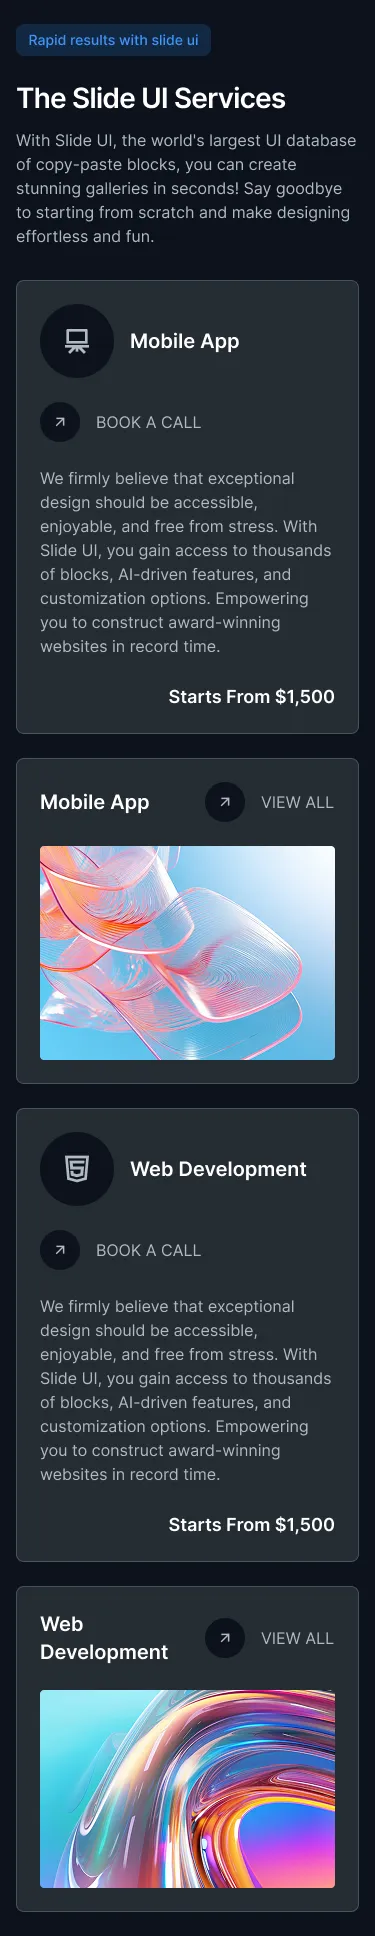 Rapid results with slide ui
The Slide UI Services
With Slide UI, the world's largest UI database
of copy-paste blocks, you can create
stunning galleries in seconds! Say goodbye
to starting from scratch and make designing
effortless and fun.
Mobile App
BOOK A CALL
We firmly believe that exceptional
design should be accessible,
enjoyable, and free from stress. With
Slide UI, you gain access to thousands
of blocks, AI-driven features, and
customization options. Empowering
you to construct award-winning
websites in record time.
Starts From $1,500
Mobile App
VIEW ALL
Web Development
BOOK A CALL
We firmly believe that exceptional
design should be accessible,
enjoyable, and free from stress. With
Slide UI, you gain access to thousands
of blocks, AI-driven features, and
customization options. Empowering
you to construct award-winning
websites in record time.
Starts From $1,500
Web
Development
VIEW ALL